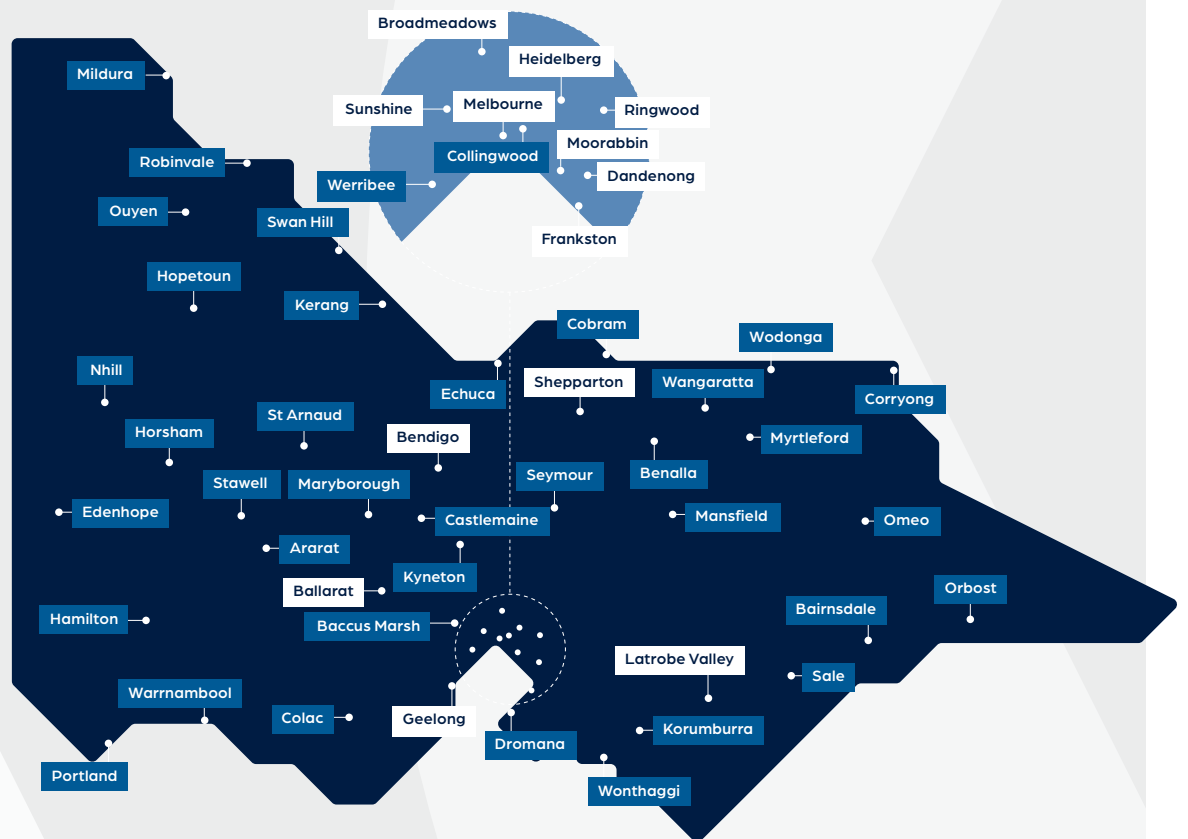 Broadmeadows
Heidelberg
Mildura
Melbourne
Sunshine
Ringwood
Moorabbin
Collingwood
Robinvale
Dandenong
Werribee
Ouyen
Swan Hill
Frankston
Hopetoun
Kerang
Cobram
Wodonga
Nhill
Shepparton
Wangaratta
Echuca
Corryong
St Arnaud
Horsham
Bendigo
Myrtleford
Benalla
Seymour
Stawell
Maryborough
Edenhope
Castlemaine
Mansfield
Omeo
Ararat
Kyneton
Ballarat
Orbost
Bairnsdale
Hamilton
Baccus Marsh
Latrobe Valley
Sale
Warrnambool
Colac
Geelong
Korumburra
Dromana
Portland
Wonthaggi